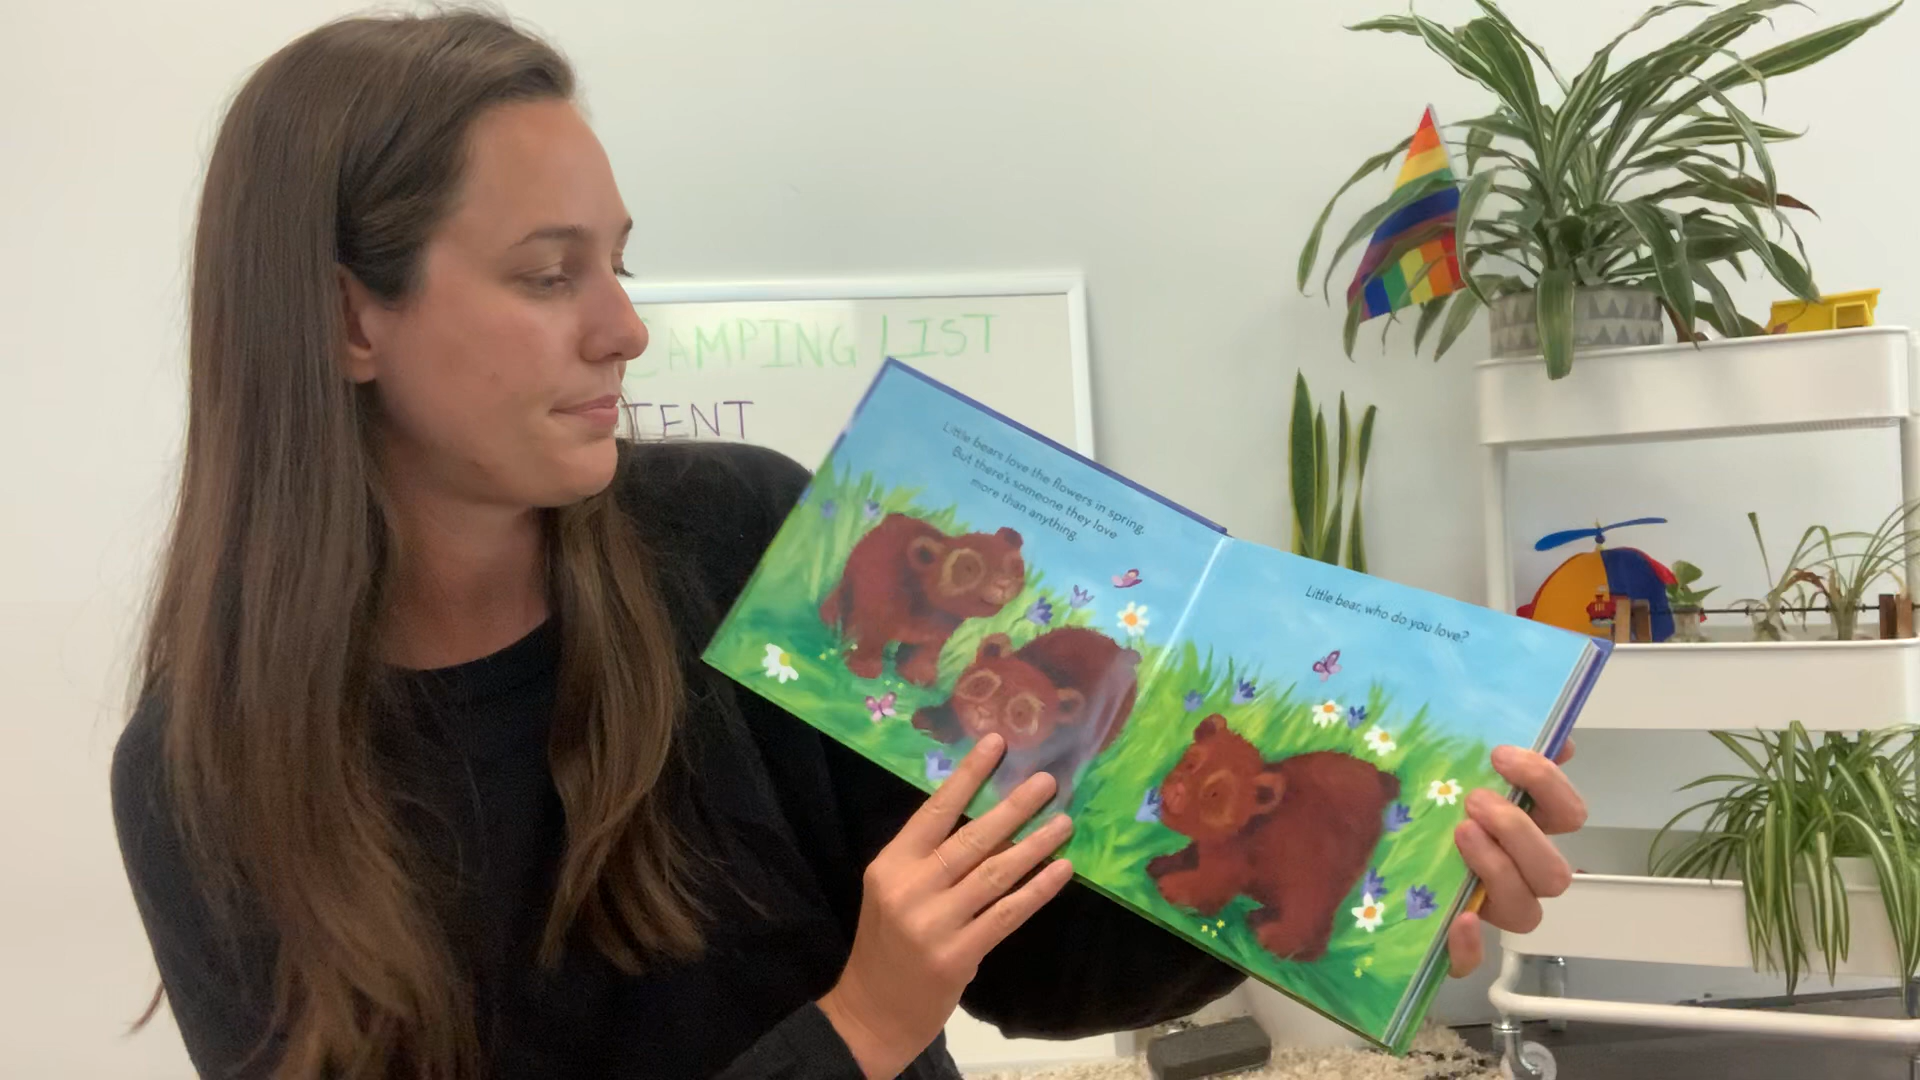 CAMPING LIST
TENT
Little bears love the flowers in spring.
But there's someone they love
more than anything.
Little bear, who do you love?